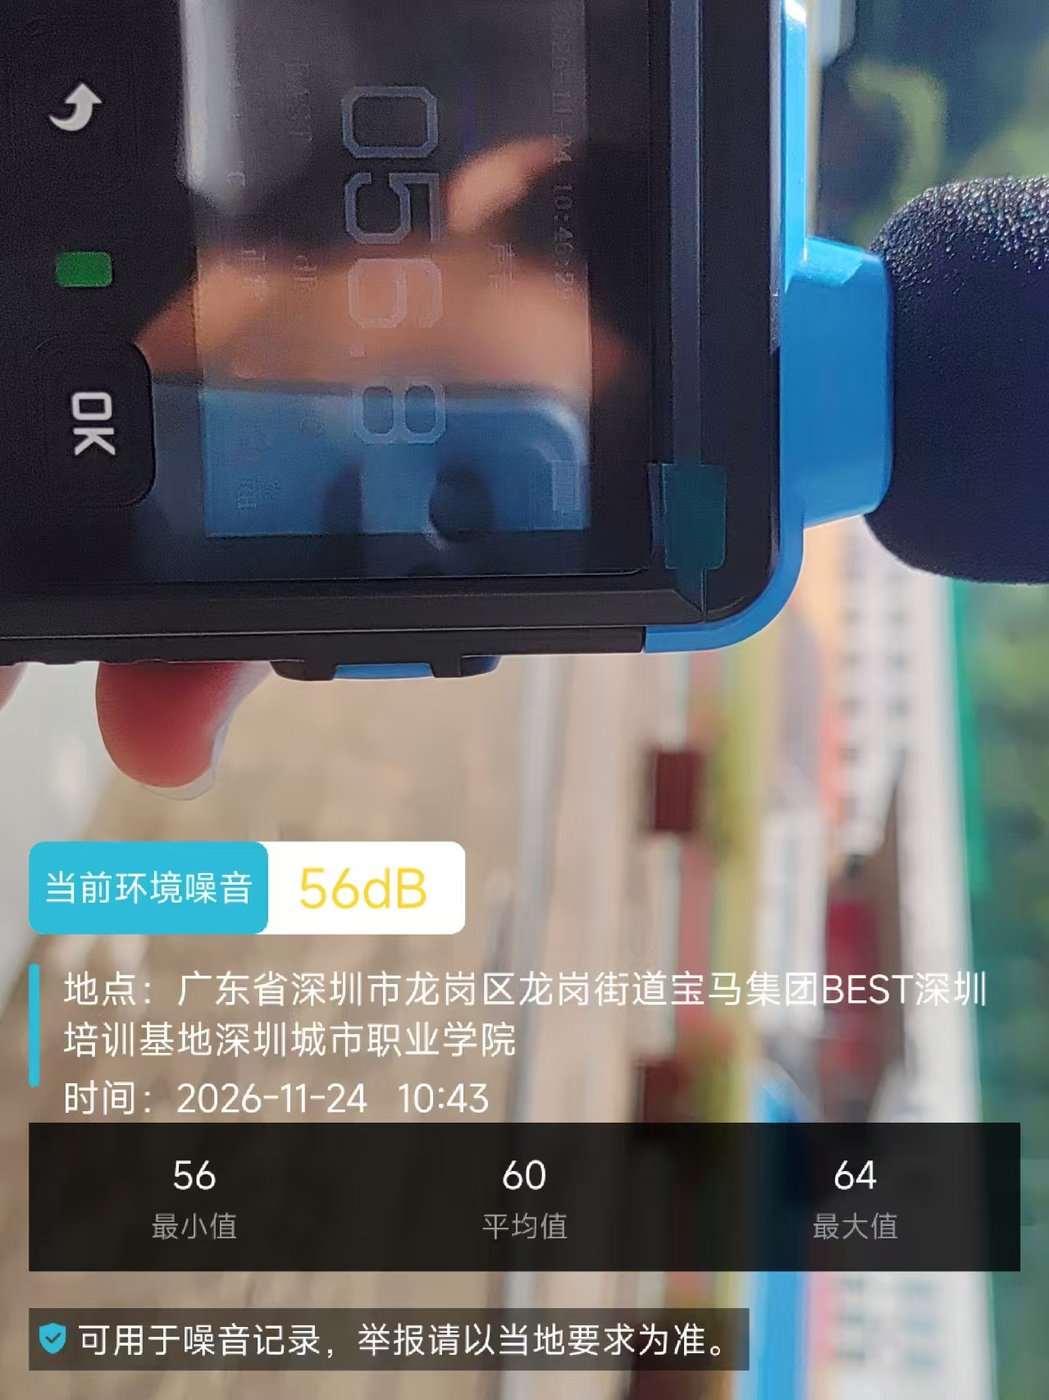 056.8
OK
当前环境噪音 56dB
地点：广东省深圳市龙岗区龙岗街道宝马集团BEST深圳
培训基地深圳城市职业学院
时间：2026-11-24 10:43
56 60 64
最小值 平均值 最大值
可用于噪音记录，举报请以当地要求为准。